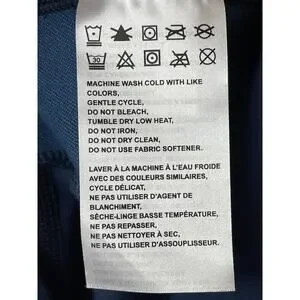 30
MACHINE WASH COLD WITH LIKE
COLORS,
GENTLE CYCLE,
DO NOT BLEACH,
TUMBLE DRY LOW HEAT,
DO NOT IRON,
DO NOT DRY CLEAN,
DO NOT USE FABRIC SOFTENER.
LAVER À LA MACHINE À L'EAU FROIDE
AVEC DES COULEURS SIMILAIRES,
CYCLE DÉLICAT,
NE PAS UTILISER D'AGENT DE
BLANCHIMENT,
SÈCHE-LINGE BASSE TEMPÉRATURE,
NE PAS REPASSER,
NE PAS NETTOYER À SEC,
NE PAS UTILISER D'ASSOUPLISEUR.